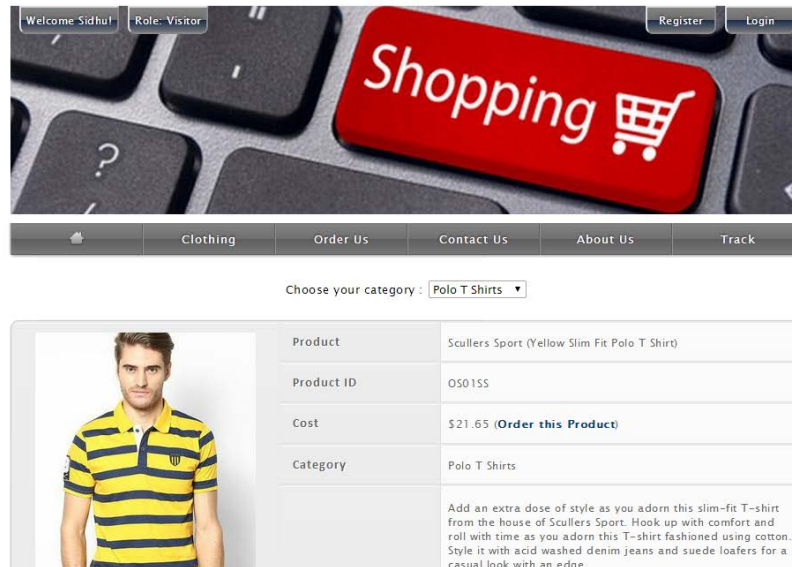 Welcome Sidhu! Role: Visitor Register Login
Shopping
?
Clothing Order Us Contact Us About Us Track
Choose your category : Polo T Shirts
Product Scullers Sport (Yellow Slim Fit Polo T Shirt)
Product ID OS01SS
Cost $21.65 (Order this Product)
Category Polo T Shirts
Add an extra dose of style as you adorn this slim-fit T-shirt
from the house of Scullers Sport. Hook up with comfort and
roll with time as you adorn this T-shirt fashioned using cotton.
Style it with acid washed denim jeans and suede loafers for a
casual look with an edge